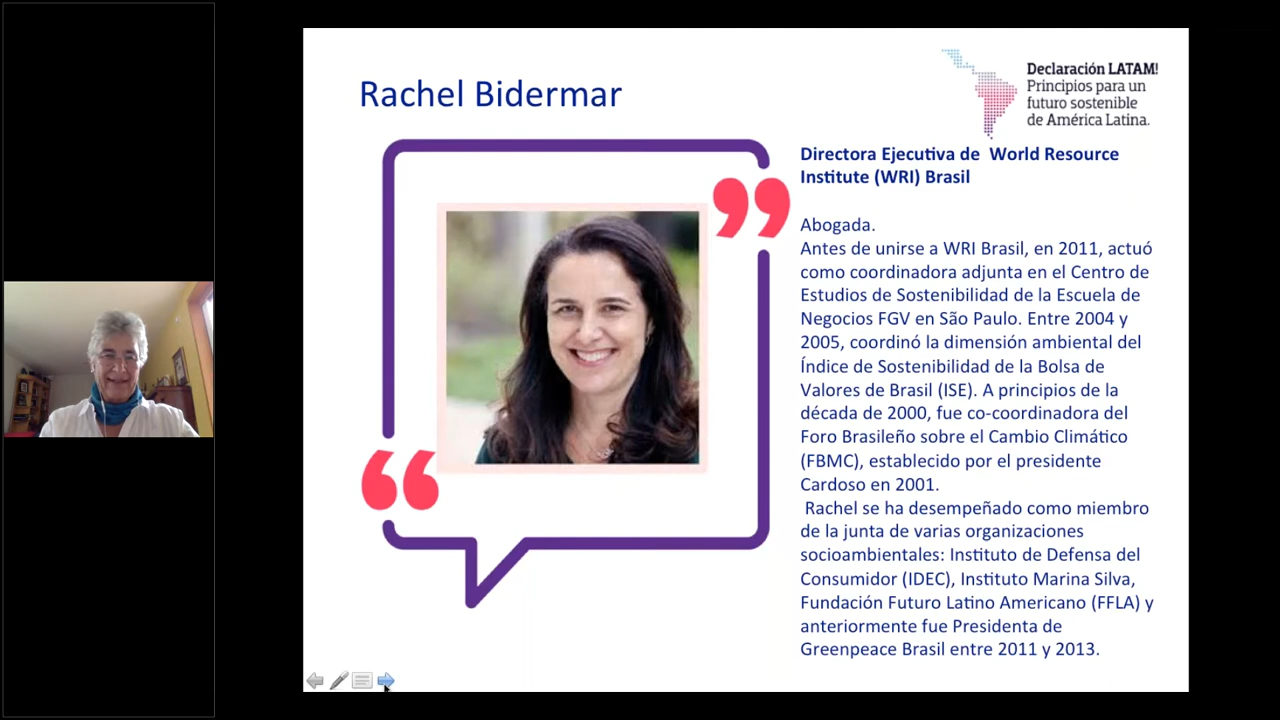 Rachel Bidermar
Declaración LATAM!
Principios para un
futuro sostenible
de América Latina.
Directora Ejecutiva de  World Resource
Institute (WRI) Brasil
Abogada.
Antes de unirse a WRI Brasil, en 2011, actuó
como coordinadora adjunta en el Centro de
Estudios de Sostenibilidad de la Escuela de
Negocios FGV en São Paulo. Entre 2004 y
2005, coordinó la dimensión ambiental del
Índice de Sostenibilidad de la Bolsa de
Valores de Brasil (ISE). A principios de la
década de 2000, fue co-coordinadora del
Foro Brasileño sobre el Cambio Climático
(FBMC), establecido por el presidente
Cardoso en 2001.
Rachel se ha desempeñado como miembro
de la junta de varias organizaciones
socioambientales: Instituto de Defensa del
Consumidor (IDEC), Instituto Marina Silva,
Fundación Futuro Latino Americano (FFLA) y
anteriormente fue Presidenta de
Greenpeace Brasil entre 2011 y 2013.